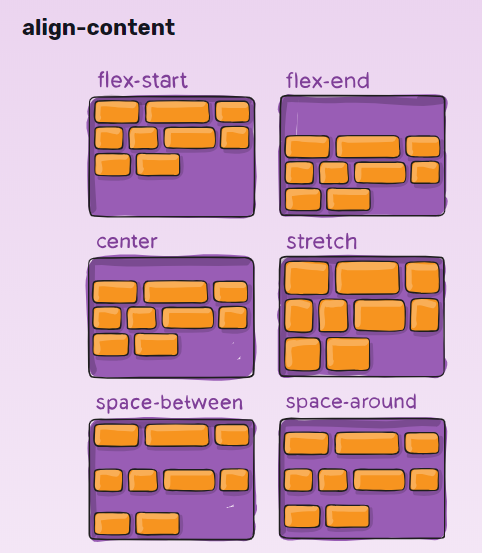 align-content
flex-start
flex-end
center
stretch
space-between
space-around